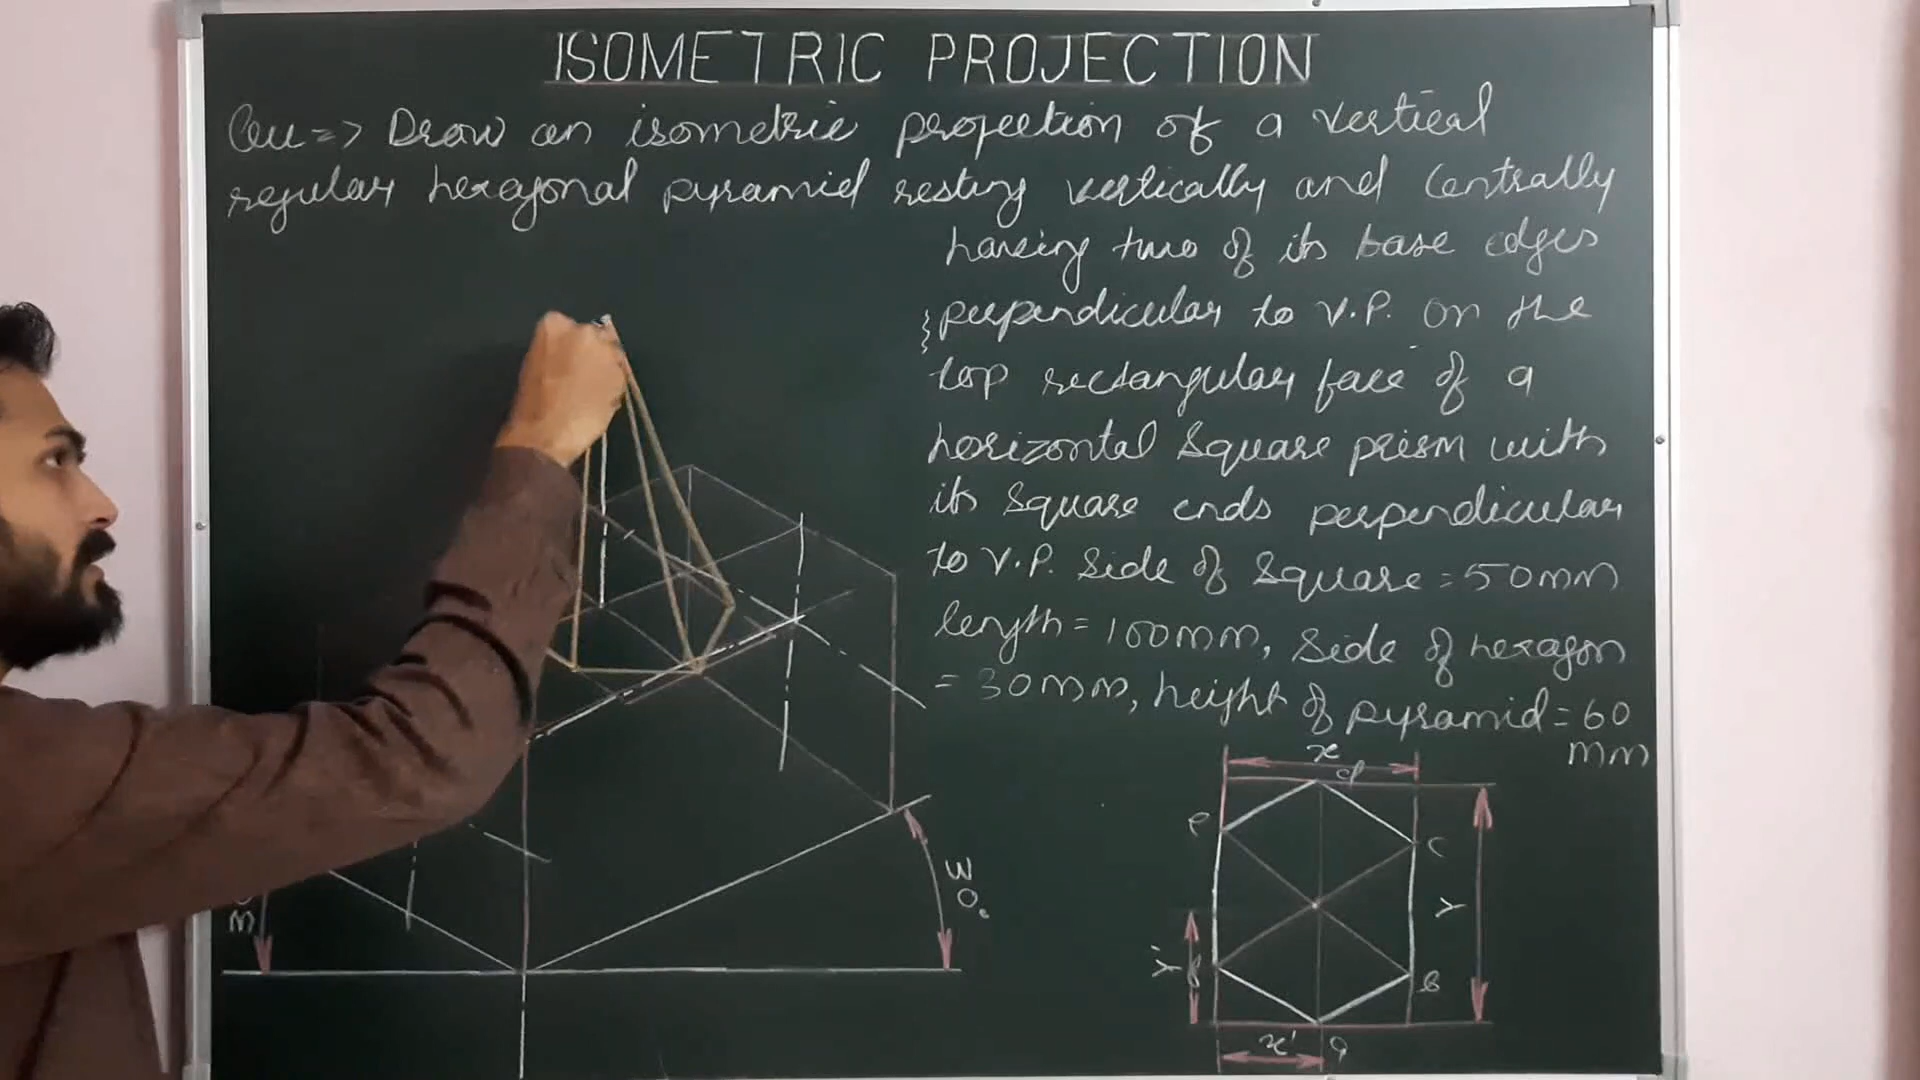 ISOMETRIC PROJECTION
Qu=> Draw an isometric projection of a vertical
regular hexagonal pyramid resting vertically and centrally
having two of its base edges
perpendicular to V.P. on the
top rectangular face of a
horizontal square prism with
its square ends perpendicular
to V.P. Side of square = 50mm
length = 100mm, side of hexagon
= 30mm, height of pyramid = 60
mm
x
d
e
c
Y
30°
B
x'
a